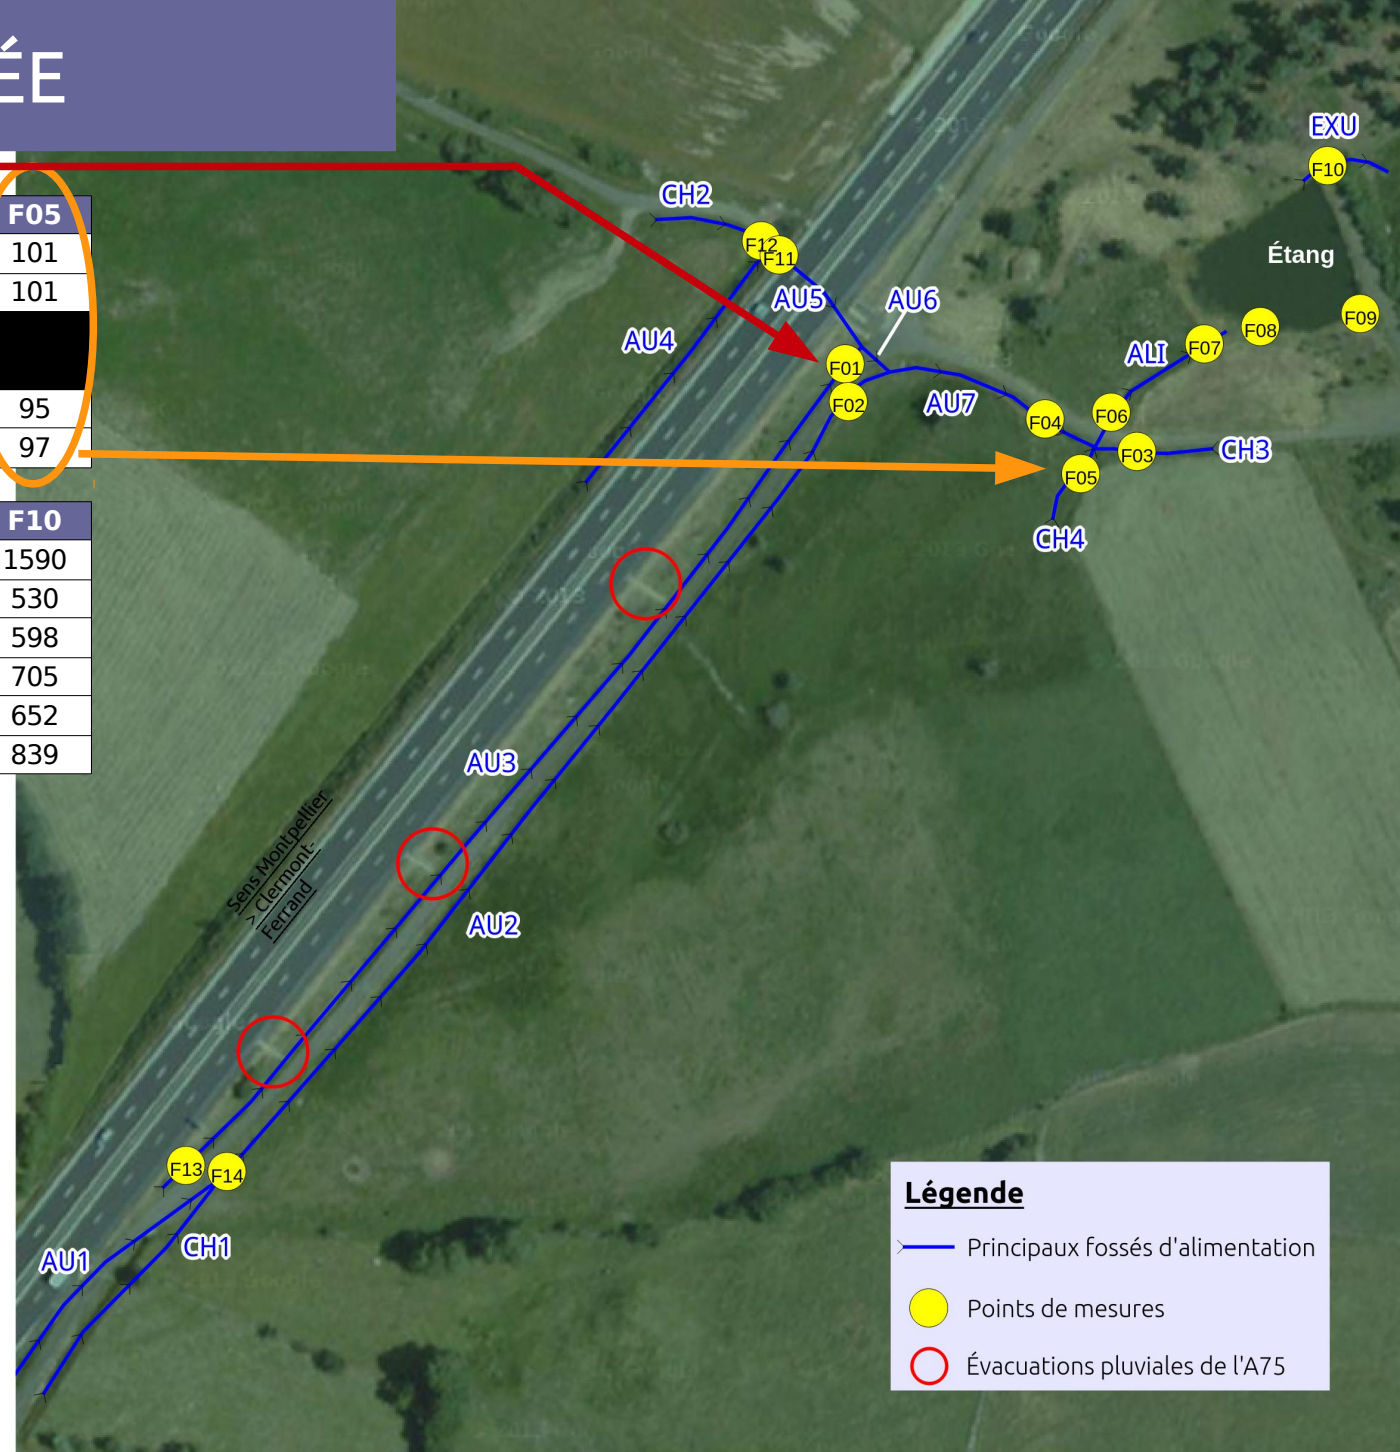 ÉE
F05
101
101
95
97
F10
1590
530
598
705
652
839
EXU
F10
CH2
F12
F11
Étang
AU5
AU6
F09
F08
AU4
F07
ALI
F01
F02
AU7
F06
F04
F03
CH3
F05
CH4
AU3
Sens Montpellier
> Clermont-
Ferrand
AU2
F13
F14
CH1
AU1
Légende
Principaux fossés d'alimentation
Points de mesures
Évacuations pluviales de l'A75